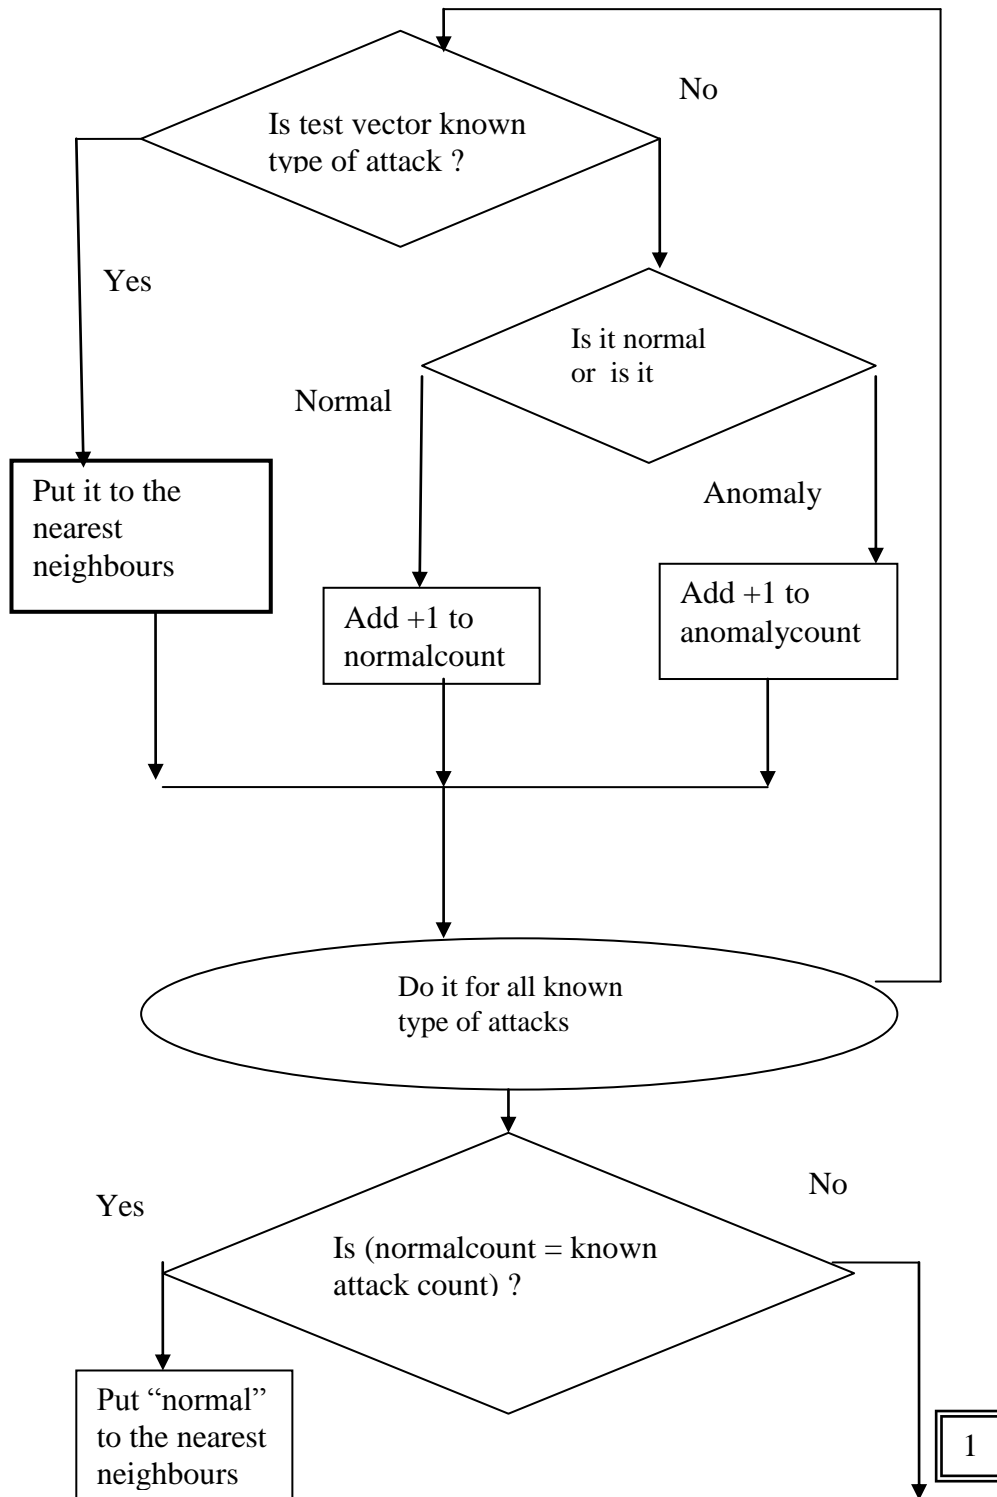 No
Is test vector known
type of attack ?
Yes
Is it normal
or is it
Normal
Anomaly
Put it to the
nearest
neighbours
Add +1 to
normalcount
Add +1 to
anomalycount
Do it for all known
type of attacks
Yes
No
Is (normalcount = known
attack count) ?
Put “normal”
to the nearest
neighbours
1